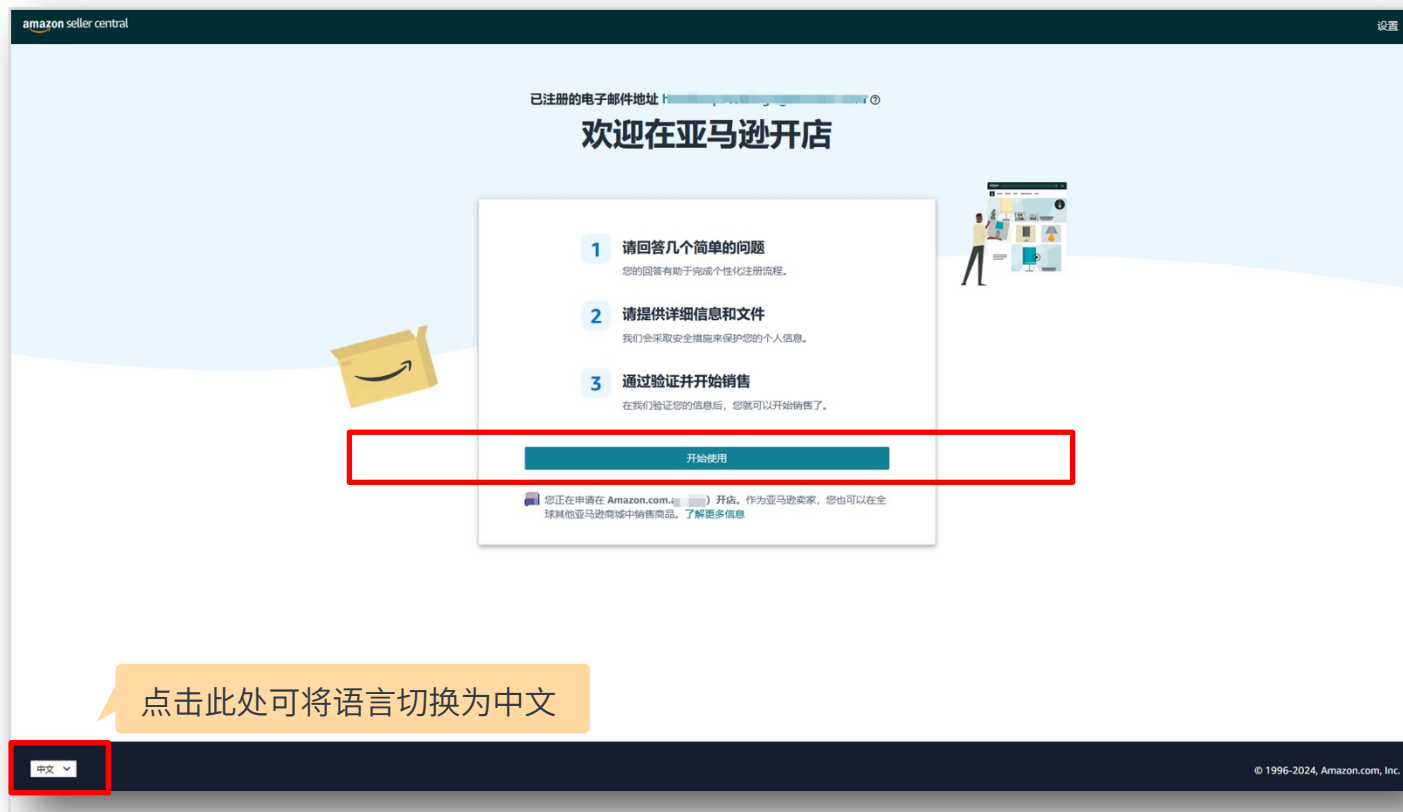 amazon seller central
设置
已注册的电子邮件地址
欢迎在亚马逊开店
1 请回答几个简单的问题
您的回答有助于完成个性化注册流程。
2 请提供详细信息和文件
我们会采取安全措施来保护您的个人信息。
3 通过验证并开始销售
在我们验证您的信息后，您就可以开始销售了。
开始使用
您正在申请在 Amazon.com. ）开店。作为亚马逊卖家，您也可以在全
球其他亚马逊商城中销售商品。了解更多信息
点击此处可将语言切换为中文
中文
© 1996-2024, Amazon.com, Inc.